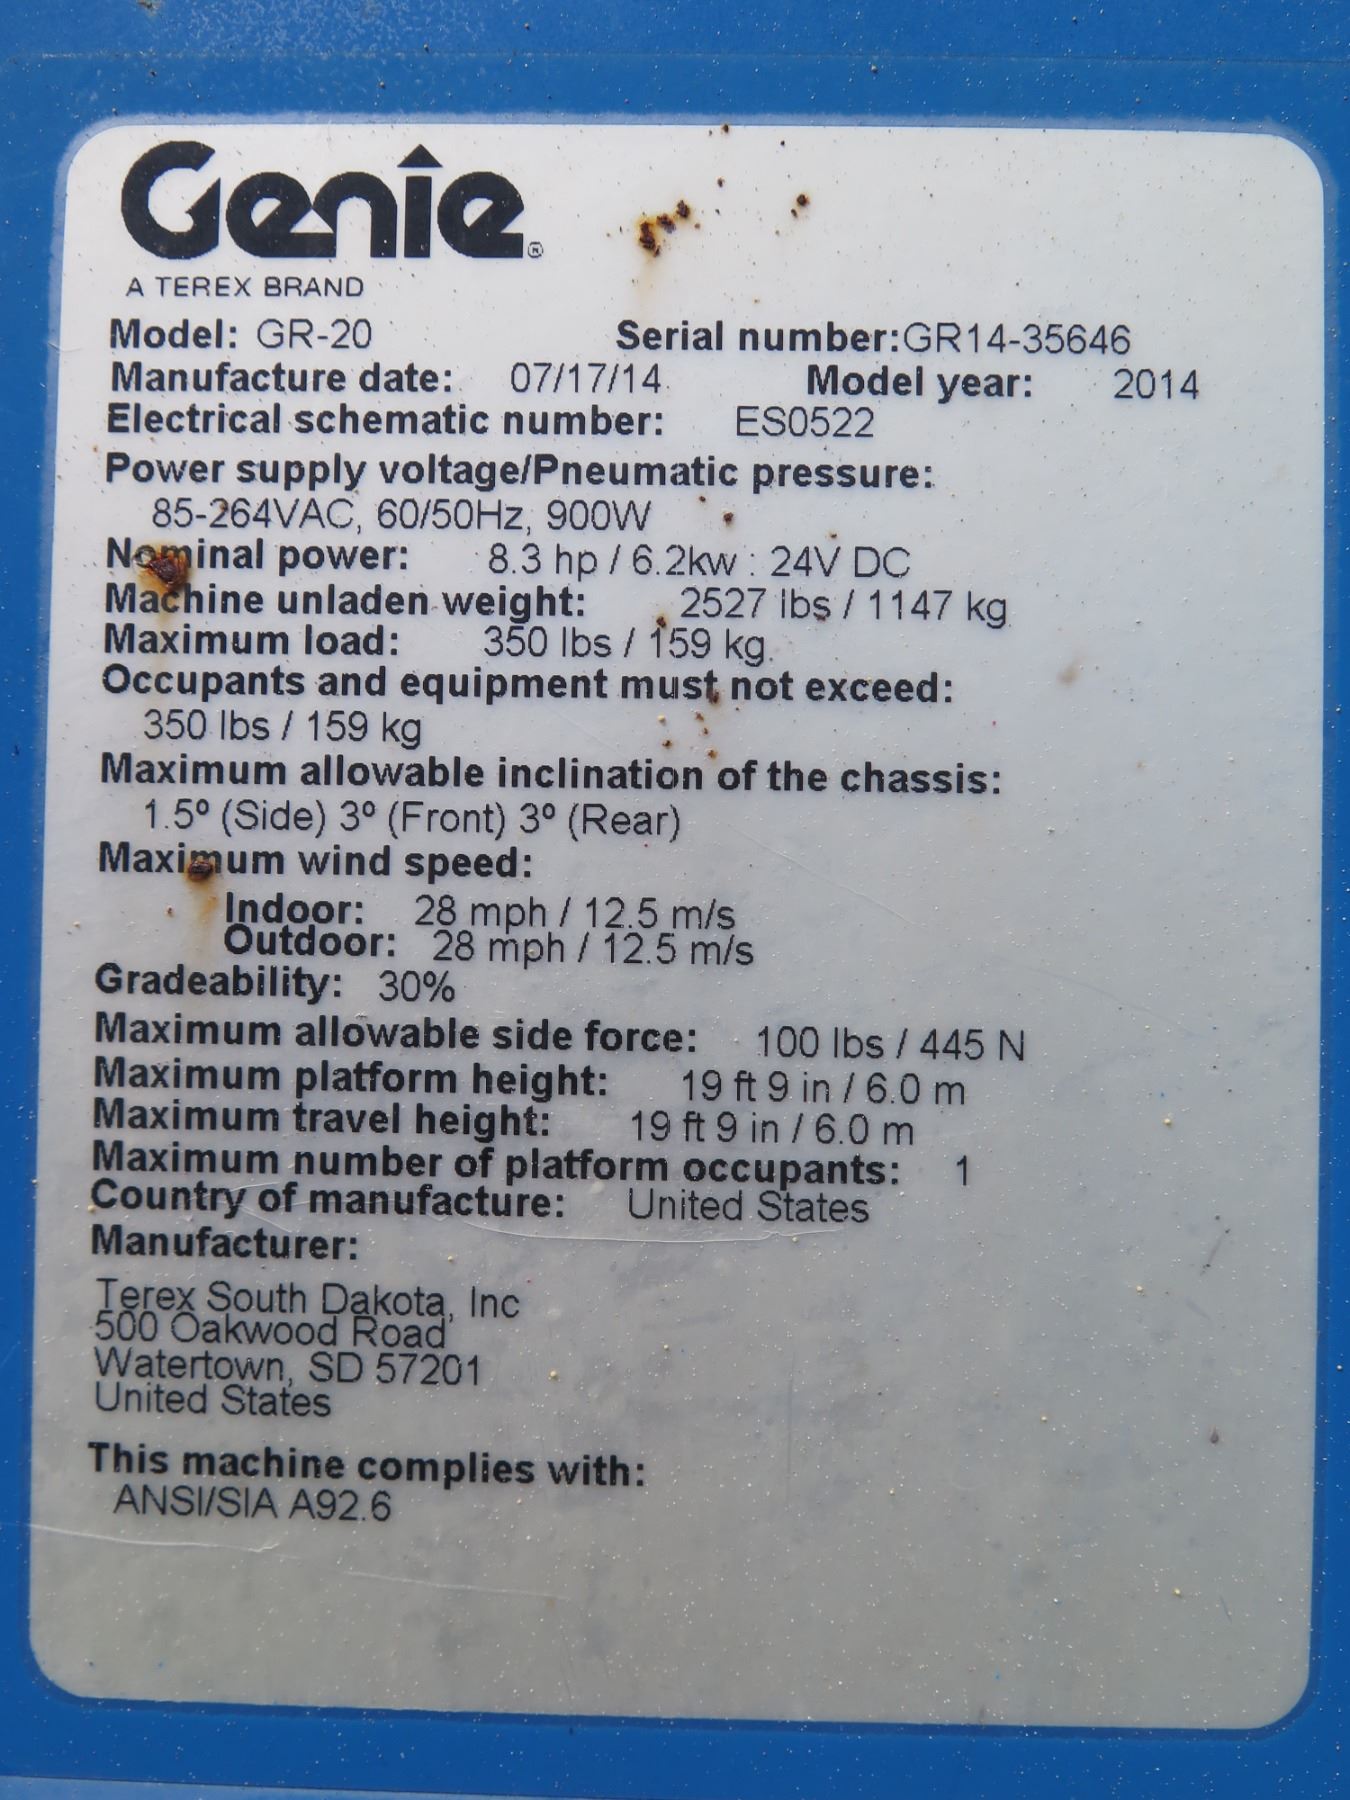 Genie®
A TEREX BRAND
Model: GR-20 Serial number:GR14-35646
Manufacture date: 07/17/14 Model year: 2014
Electrical schematic number: ES0522
Power supply voltage/Pneumatic pressure:
85-264VAC, 60/50Hz, 900W
Nominal power: 8.3 hp / 6.2kw : 24V DC
Machine unladen weight: 2527 lbs / 1147 kg
Maximum load: 350 lbs / 159 kg
Occupants and equipment must not exceed:
350 lbs / 159 kg
Maximum allowable inclination of the chassis:
1.5º (Side) 3º (Front) 3º (Rear)
Maximum wind speed:
Indoor: 28 mph / 12.5 m/s
Outdoor: 28 mph / 12.5 m/s
Gradeability: 30%
Maximum allowable side force: 100 lbs / 445 N
Maximum platform height: 19 ft 9 in / 6.0 m
Maximum travel height: 19 ft 9 in / 6.0 m
Maximum number of platform occupants: 1
Country of manufacture: United States
Manufacturer:
Terex South Dakota, Inc
500 Oakwood Road
Watertown, SD 57201
United States
This machine complies with:
ANSI/SIA A92.6